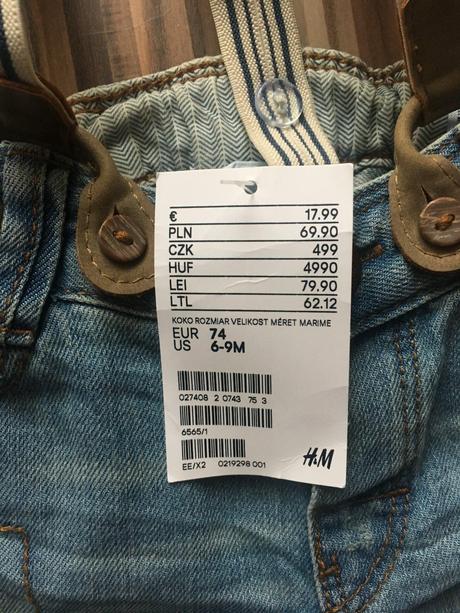 € 17.99
PLN 69.90
CZK 499
HUF 4990
LEI 79.90
LTL 62.12
KOKO ROZMIAR VELIKOST MÉRET MARIME
EUR 74
US 6-9M
027408 2 0743 75 3
6565/1
EE/X2 0219298 001
H&M